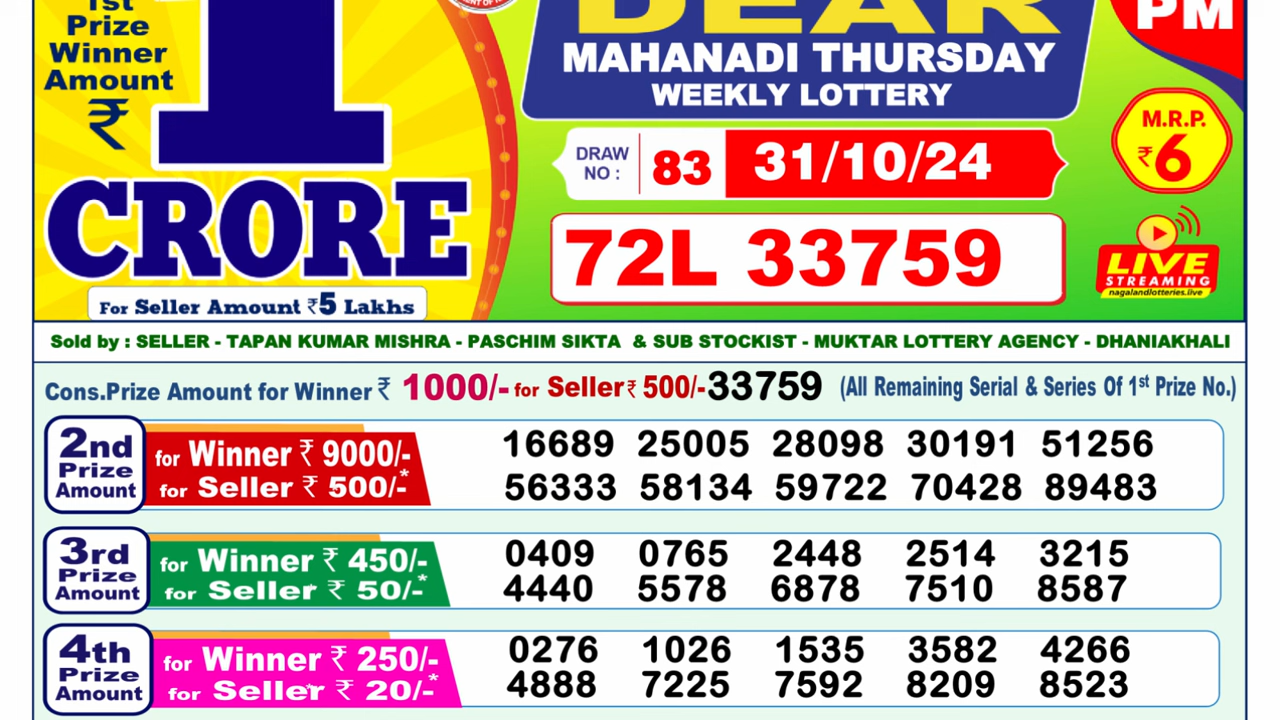 1st
Prize
Winner
Amount
₹
1
CRORE
For Seller Amount ₹5 Lakhs
DEAR
MAHANADI THURSDAY
WEEKLY LOTTERY
PM
DRAW
NO :
83
31/10/24
M.R.P.
₹6
72L 33759
LIVE
STREAMING
nagalandlotteries.live
Sold by : SELLER - TAPAN KUMAR MISHRA - PASCHIM SIKTA & SUB STOCKIST - MUKTAR LOTTERY AGENCY - DHANIAKHALI
Cons.Prize Amount for Winner ₹ 1000/- for Seller ₹ 500/- 33759 (All Remaining Serial & Series Of 1st Prize No.)
2nd
Prize
Amount
for Winner ₹ 9000/-
for Seller ₹ 500/-*
16689 25005 28098 30191 51256
56333 58134 59722 70428 89483
3rd
Prize
Amount
for Winner ₹ 450/-
for Seller ₹ 50/-*
0409 0765 2448 2514 3215
4440 5578 6878 7510 8587
4th
Prize
Amount
for Winner ₹ 250/-
for Seller ₹ 20/-*
0276 1026 1535 3582 4266
4888 7225 7592 8209 8523